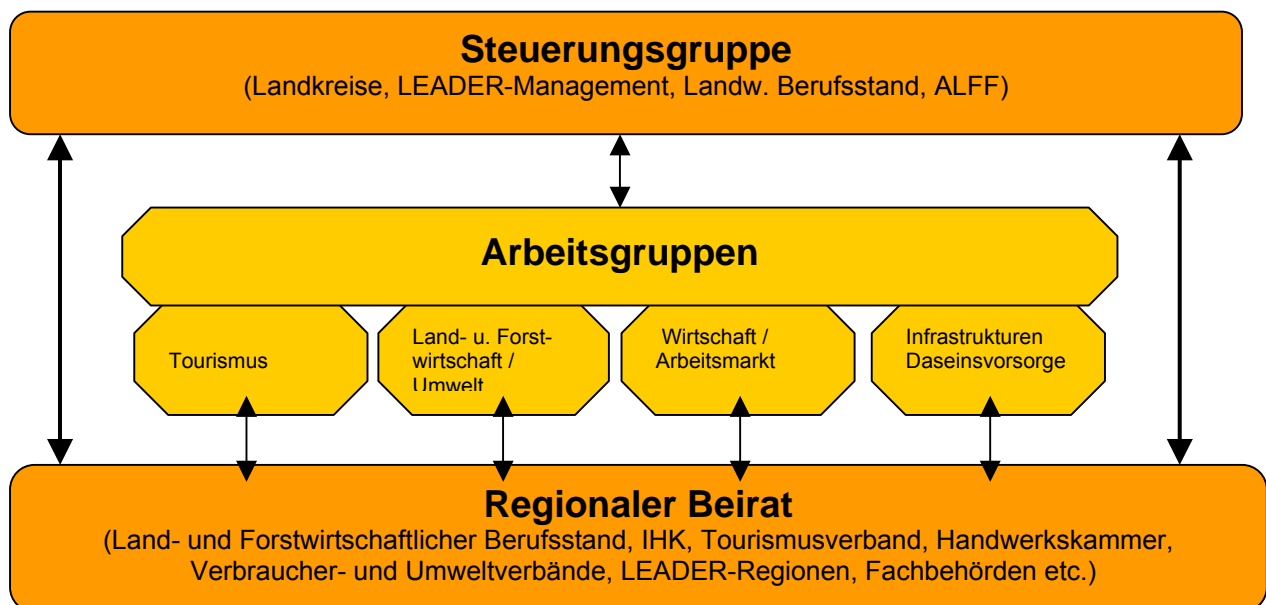 Steuerungsgruppe
(Landkreise, LEADER-Management, Landw. Berufsstand, ALFF)
Arbeitsgruppen
Tourismus
Land- u. Forst-
wirtschaft /
Umwelt
Wirtschaft /
Arbeitsmarkt
Infrastrukturen
Daseinsvorsorge
Regionaler Beirat
(Land- und Forstwirtschaftlicher Berufsstand, IHK, Tourismusverband, Handwerkskammer,
Verbraucher- und Umweltverbände, LEADER-Regionen, Fachbehörden etc.)